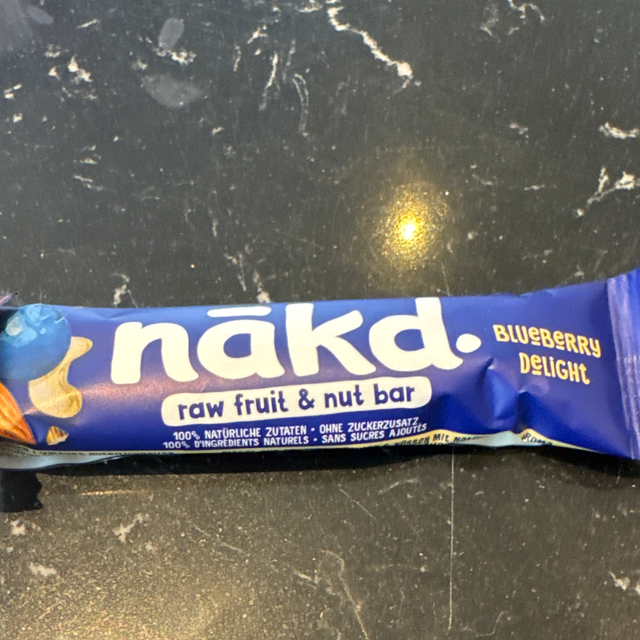 nākd.
raw fruit & nut bar
BLUEBERRY
DELIGHT
100% NATÜRLICHE ZUTATEN • OHNE ZUCKERZUSATZ
100% D'INGRÉDIENTS NATURELS • SANS SUCRES AJOUTÉS